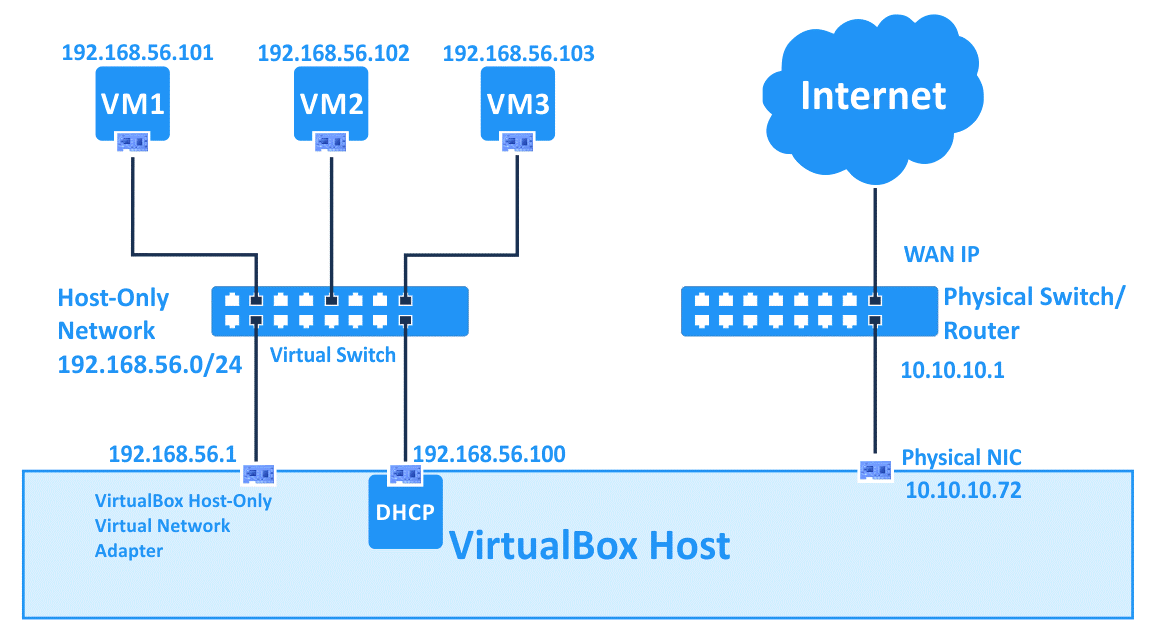 192.168.56.101
192.168.56.102
192.168.56.103
VM1
VM2
VM3
Internet
WAN IP
Host-Only
Network
192.168.56.0/24
Virtual Switch
Physical Switch/
Router
10.10.10.1
192.168.56.1
192.168.56.100
Physical NIC
10.10.10.72
VirtualBox Host-Only
Virtual Network
Adapter
DHCP
VirtualBox Host